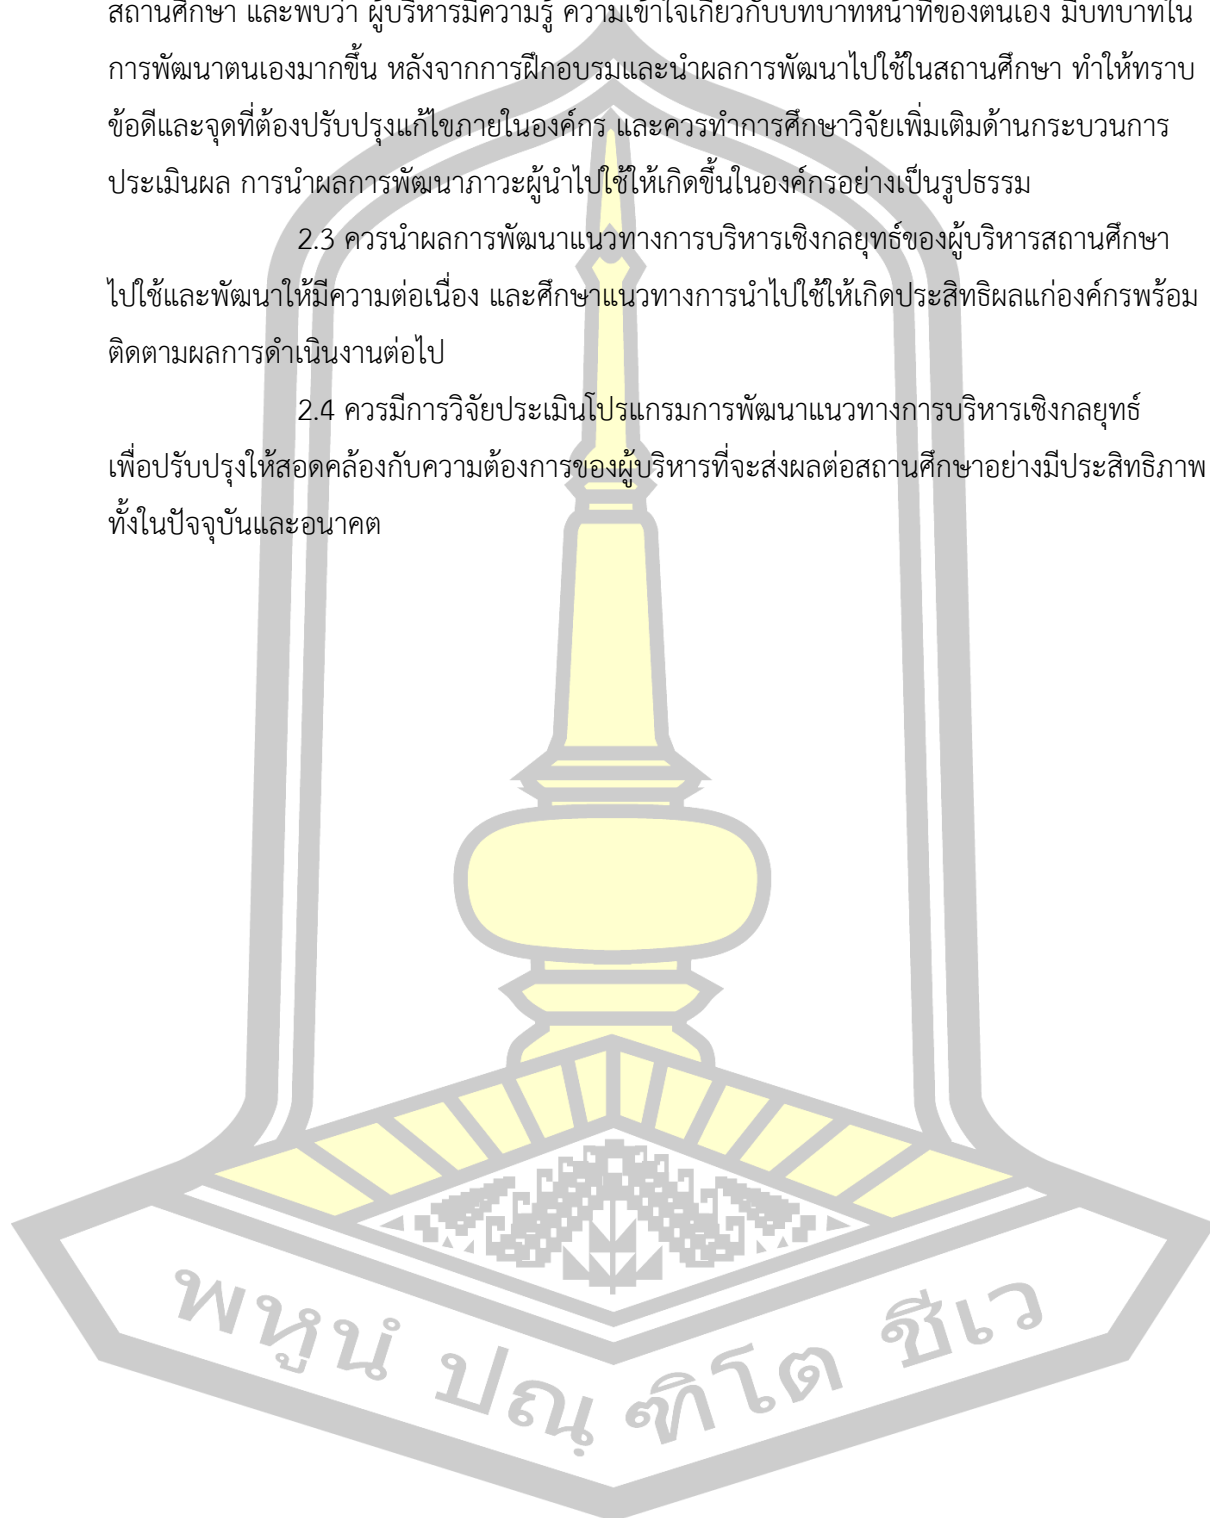 สถานศึกษา และพบว่า ผู้บริหารมีความรู้ ความเข้าใจเกี่ยวกับบทบาทหน้าที่ของตนเอง มีบทบาทใน
การพัฒนาตนเองมากขึ้น หลังจากการฝึกอบรมและนำผลการพัฒนาไปใช้ในสถานศึกษา ทำให้ทราบ
ข้อดีและจุดที่ต้องปรับปรุงแก้ไขภายในองค์กร และควรทำการศึกษาวิจัยเพิ่มเติมด้านกระบวนการ
ประเมินผล การนำผลการพัฒนาภาวะผู้นำไปใช้ให้เกิดขึ้นในองค์กรอย่างเป็นรูปธรรม
2.3 ควรนำผลการพัฒนาแนวทางการบริหารเชิงกลยุทธ์ของผู้บริหารสถานศึกษา
ไปใช้และพัฒนาให้มีความต่อเนื่อง และศึกษาแนวทางการนำไปใช้ให้เกิดประสิทธิผลแก่องค์กรพร้อม
ติดตามผลการดำเนินงานต่อไป
2.4 ควรมีการวิจัยประเมินโปรแกรมการพัฒนาแนวทางการบริหารเชิงกลยุทธ์
เพื่อปรับปรุงให้สอดคล้องกับความต้องการของผู้บริหารที่จะส่งผลต่อสถานศึกษาอย่างมีประสิทธิภาพ
ทั้งในปัจจุบันและอนาคต
พหูนํ ปณฺ ฑิโต ชีเว